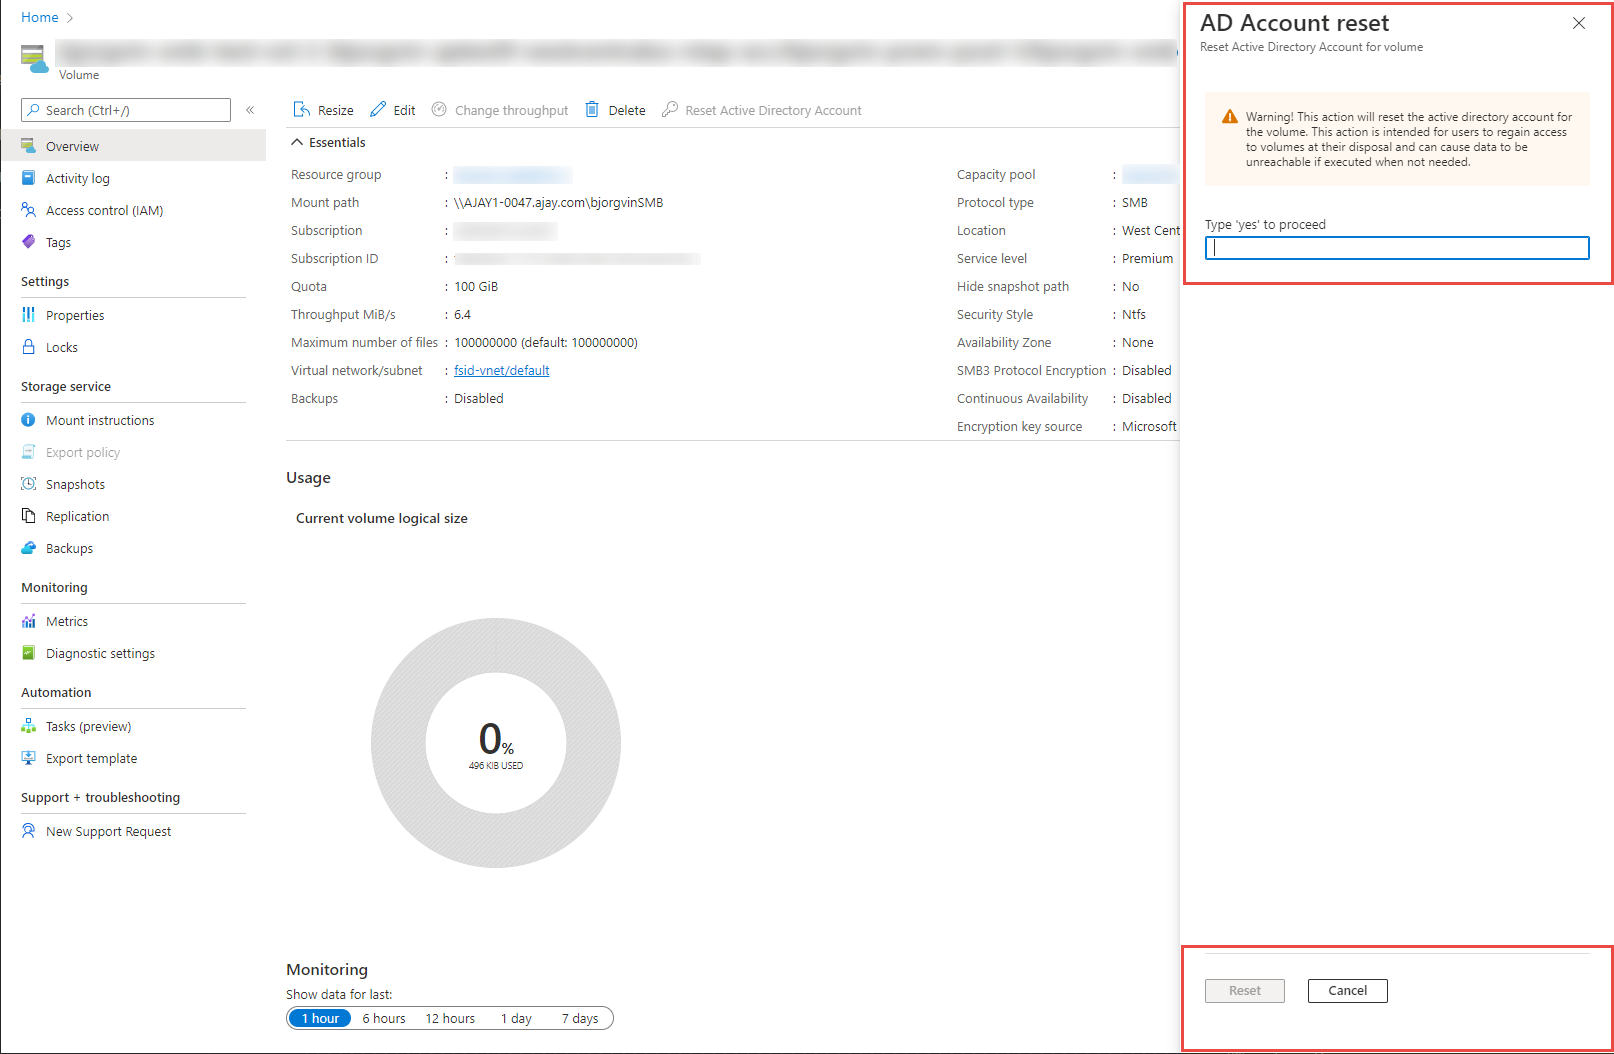 Home
Volume
Search (Ctrl+/)
Overview
Activity log
Access control (IAM)
Tags
Settings
Properties
Locks
Storage service
Mount instructions
Export policy
Snapshots
Replication
Backups
Monitoring
Metrics
Diagnostic settings
Automation
Tasks (preview)
Export template
Support + troubleshooting
New Support Request
Resize Edit Change throughput Delete Reset Active Directory Account
Essentials
Resource group :
Mount path : \\AJAY1-0047.ajay.com\bjorgvinSMB
Subscription :
Subscription ID :
Quota : 100 GiB
Throughput MiB/s : 6.4
Maximum number of files : 100000000 (default: 100000000)
Virtual network/subnet : fsid-vnet/default
Backups : Disabled
Capacity pool :
Protocol type : SMB
Location : West Cent
Service level : Premium
Hide snapshot path : No
Security Style : Ntfs
Availability Zone : None
SMB3 Protocol Encryption : Disabled
Continuous Availability : Disabled
Encryption key source : Microsoft
Usage
Current volume logical size
0%
496 KIB USED
Monitoring
Show data for last:
1 hour 6 hours 12 hours 1 day 7 days
AD Account reset
Reset Active Directory Account for volume
Warning! This action will reset the active directory account for
the volume. This action is intended for users to regain access
to volumes at their disposal and can cause data to be
unreachable if executed when not needed.
Type 'yes' to proceed
Reset Cancel